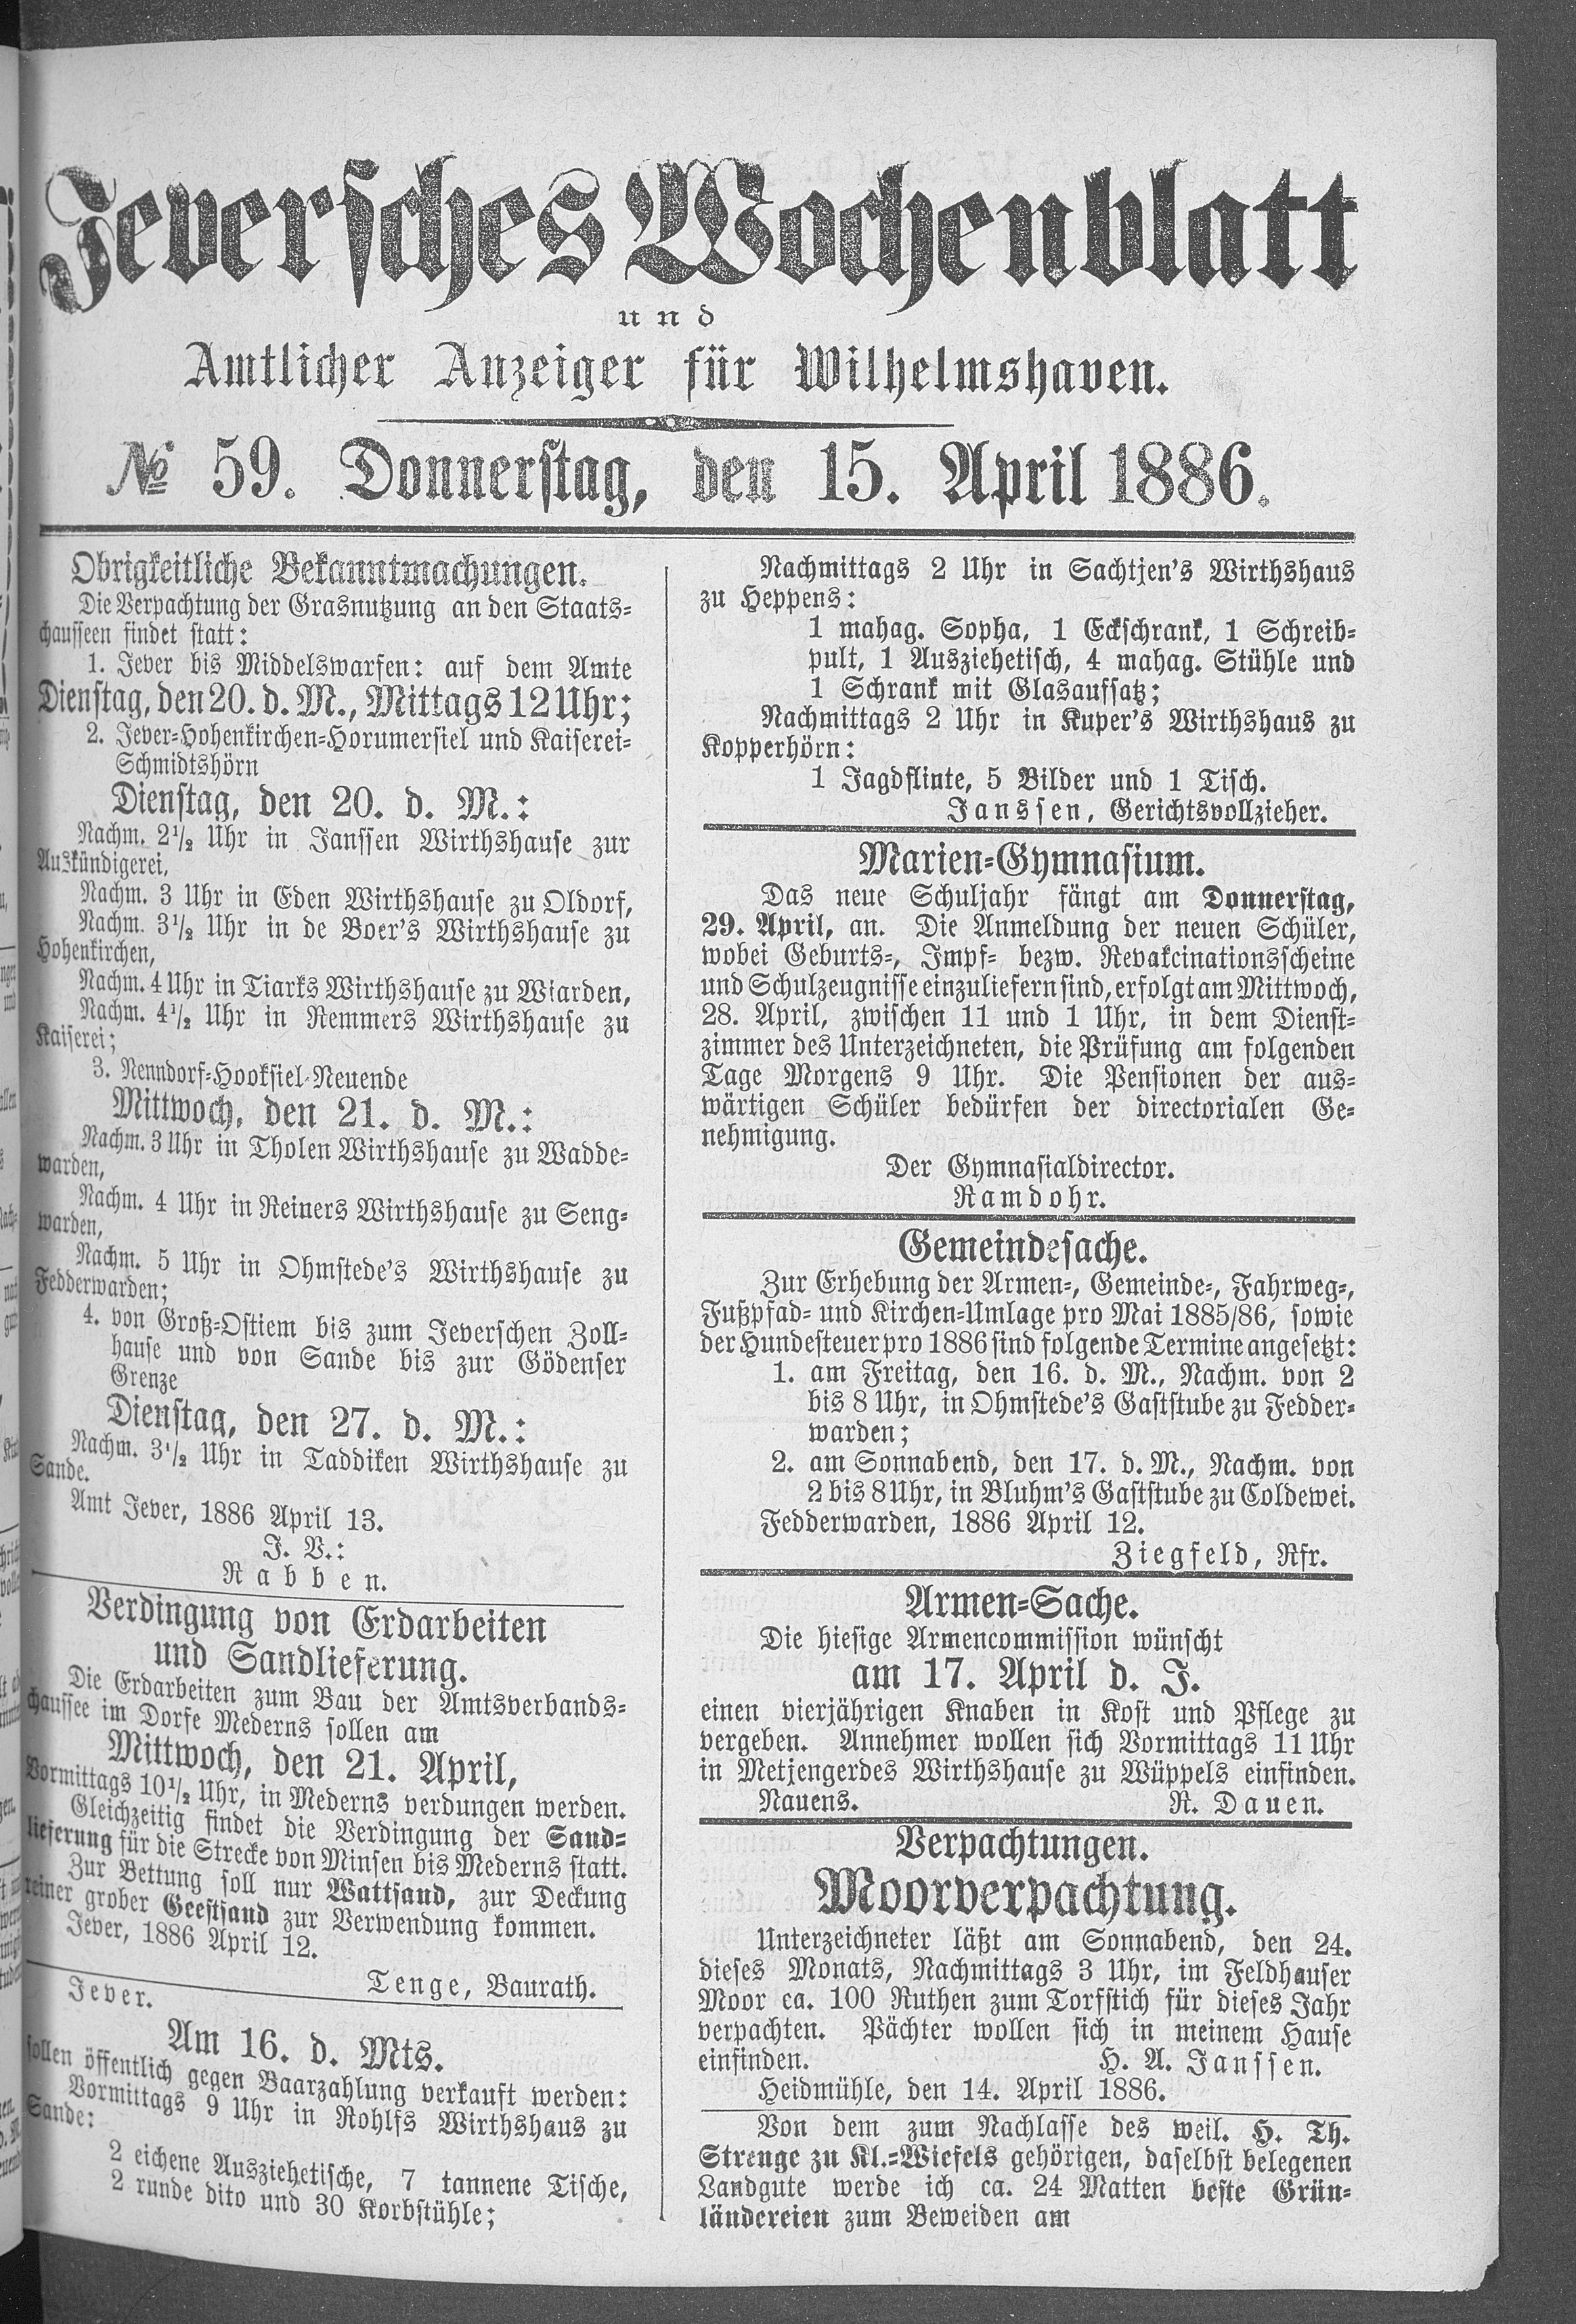 Jeversches Wochenblatt
und
Amtlicher Anzeiger für Wilhelmshaven.
№ 59. Donnerstag, den 15. April 1886.
Obrigkeitliche Bekanntmachungen.
Die Verpachtung der Grasnutzung an den Staats-
chausseen findet statt:
1. Jever bis Middelswarfen: auf dem Amte
Dienstag, den 20. d. M., Mittags 12 Uhr;
2. Jever-Hohenkirchen-Horumersiel und Kaiserei-
Schmidtshörn
Dienstag, den 20. d. M.:
Nachm. 2½ Uhr in Janssen Wirthshause zur
Auskündigerei,
Nachm. 3 Uhr in Eden Wirthshause zu Oldorf,
Nachm. 3½ Uhr in de Boer's Wirthshause zu
Hohenkirchen,
Nachm. 4 Uhr in Tiarks Wirthshause zu Wiarden,
Nachm. 4½ Uhr in Remmers Wirthshause zu
Kaiserei;
3. Nenndorf-Hooksiel-Neuende
Mittwoch, den 21. d. M.:
Nachm. 3 Uhr in Tholen Wirthshause zu Wadde-
warden,
Nachm. 4 Uhr in Reiners Wirthshause zu Seng-
warden,
Nachm. 5 Uhr in Ohmstede's Wirthshause zu
Fedderwarden;
4. von Groß-Ostiem bis zum Jeverschen Zoll-
hause und von Sande bis zur Gödenser
Grenze
Dienstag, den 27. d. M.:
Nachm. 3½ Uhr in Taddiken Wirthshause zu
Sande.
Amt Jever, 1886 April 13.
J. V.:
Rabben.
Verdingung von Erdarbeiten
und Sandlieferung.
Die Erdarbeiten zum Bau der Amtsverbands-
chaussee im Dorfe Mederns sollen am
Mittwoch, den 21. April,
Vormittags 10½ Uhr, in Mederns verdungen werden.
Gleichzeitig findet die Verdingung der Sand-
lieferung für die Strecke von Minsen bis Mederns statt.
Zur Bettung soll nur Wattsand, zur Deckung
reiner grober Geestsand zur Verwendung kommen.
Jever, 1886 April 12.
Tenge, Baurath.
Jever.
Am 16. d. Mts.
sollen öffentlich gegen Baarzahlung verkauft werden:
Vormittags 9 Uhr in Rohlfs Wirthshaus zu
Sande:
2 eichene Ausziehetische, 7 tannene Tische,
2 runde dito und 30 Korbstühle;
Nachmittags 2 Uhr in Sachtjen's Wirthshaus
zu Heppens:
1 mahag. Sopha, 1 Eckschrank, 1 Schreib-
pult, 1 Ausziehetisch, 4 mahag. Stühle und
1 Schrank mit Glasaufsatz;
Nachmittags 2 Uhr in Kuper's Wirthshaus zu
Kopperhörn:
1 Jagdflinte, 5 Bilder und 1 Tisch.
Janssen, Gerichtsvollzieher.
Marien-Gymnasium.
Das neue Schuljahr fängt am Donnerstag,
29. April, an. Die Anmeldung der neuen Schüler,
wobei Geburts-, Impf- bezw. Revakcinationsscheine
und Schulzeugnisse einzuliefern sind, erfolgt am Mittwoch,
28. April, zwischen 11 und 1 Uhr, in dem Dienst-
zimmer des Unterzeichneten, die Prüfung am folgenden
Tage Morgens 9 Uhr. Die Pensionen der aus-
wärtigen Schüler bedürfen der directorialen Ge-
nehmigung.
Der Gymnasialdirector.
Ramdohr.
Gemeindesache.
Zur Erhebung der Armen-, Gemeinde-, Fahrweg-,
Fußpfad- und Kirchen-Umlage pro Mai 1885/86, sowie
der Hundesteuer pro 1886 sind folgende Termine angesetzt:
1. am Freitag, den 16. d. M., Nachm. von 2
bis 8 Uhr, in Ohmstede's Gaststube zu Fedder-
warden;
2. am Sonnabend, den 17. d. M., Nachm. von
2 bis 8 Uhr, in Bluhm's Gaststube zu Coldewei.
Fedderwarden, 1886 April 12.
Ziegfeld, Rfr.
Armen-Sache.
Die hiesige Armencommission wünscht
am 17. April d. J.
einen vierjährigen Knaben in Kost und Pflege zu
vergeben. Annehmer wollen sich Vormittags 11 Uhr
in Metjengerdes Wirthshause zu Wüppels einfinden.
Nauens. R. Dauen.
Verpachtungen.
Moorverpachtung.
Unterzeichneter läßt am Sonnabend, den 24.
dieses Monats, Nachmittags 3 Uhr, im Feldhauser
Moor ca. 100 Ruthen zum Torfstich für dieses Jahr
verpachten. Pächter wollen sich in meinem Hause
einfinden. H. A. Janssen.
Heidmühle, den 14. April 1886.
Von dem zum Nachlasse des weil. H. Th.
Strenge zu Kl.-Wiefels gehörigen, daselbst belegenen
Landgute werde ich ca. 24 Matten beste Grün-
ländereien zum Beweiden am